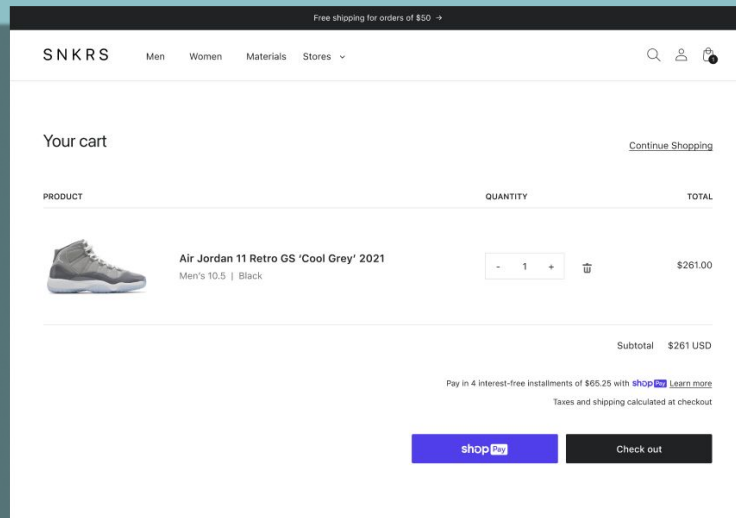 Free shipping for orders of $50 →
SNKRS Men Women Materials Stores
1
Your cart
Continue Shopping
PRODUCT QUANTITY TOTAL
Air Jordan 11 Retro GS ‘Cool Grey’ 2021
Men's 10.5 | Black
- 1 +
$261.00
Subtotal $261 USD
Pay in 4 interest-free installments of $65.25 with shop Pay Learn more
Taxes and shipping calculated at checkout
shop Pay
Check out